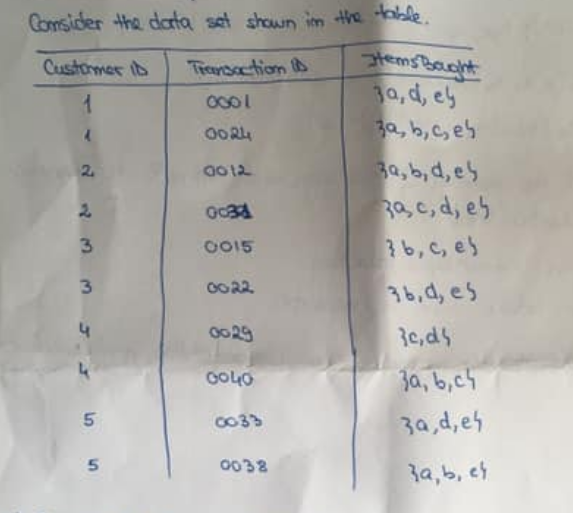 Consider the data set shown in the table.
Customer ID Transaction ID Items Bought
1 0001 {a, d, e}
1 0024 {a, b, c, e}
2 0012 {a, b, d, e}
2 0031 {a, c, d, e}
3 0015 {b, c, e}
3 0022 {b, d, e}
4 0029 {c, d}
4 0040 {a, b, c}
5 0033 {a, d, e}
5 0038 {a, b, e}